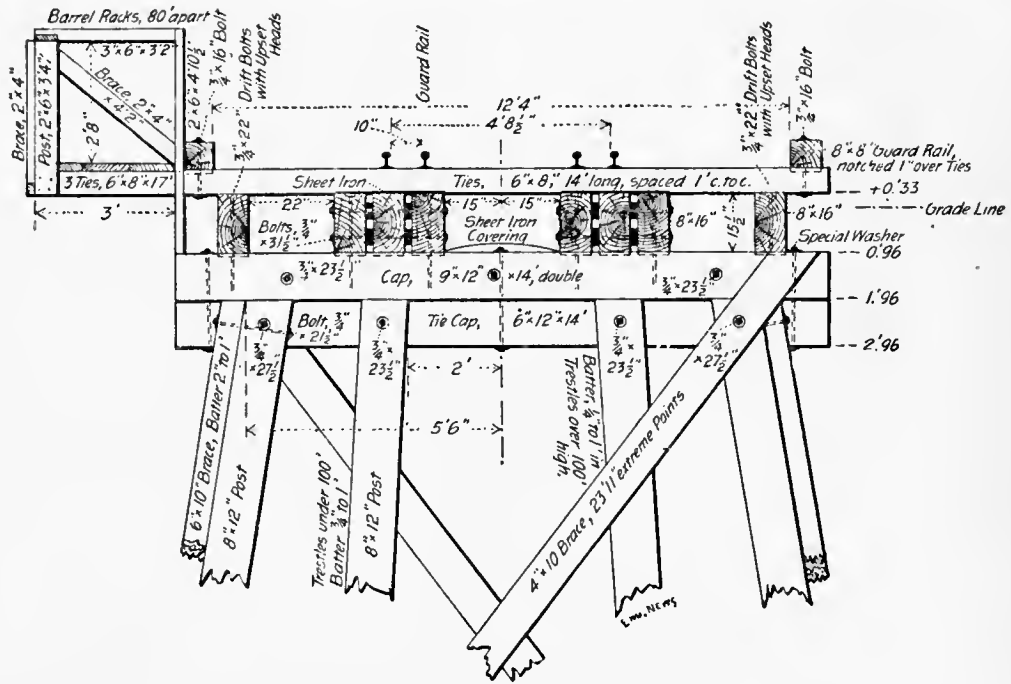 Barrel Racks, 80' apart
3"x 6"x 3'2"
Brace, 2"x 4"
Post, 2"x 6"x 3'4"
2'8"
Brace, 2"x 4"
x 4'2"
3 Ties, 6"x 8"x 17'
3'
2"x 6"x 4'10½"
¾"x 16" Bolt
¾"x 22" Drift Bolts
with Upset
Heads
Guard Rail
10"
12'4"
4'8½"
¾"x 22" Drift Bolts
with Upset Heads
¾"x 16" Bolt
8"x 8" Guard Rail,
notched 1" over Ties
Sheet Iron
Ties, 6"x 8," 14' long, spaced 1' c. to c.
+0.33
Grade Line
22"
Bolts, ¾"
x 31½"
15"
15"
Sheet Iron
Covering
8"x 16"
15½"
8"x 16"
Special Washer
0.96
¾"x 23½"
Cap, 9"x 12" x 14,' double
¾"x 23½"
1.96
Bolt, ¾"
x 21½"
Tie Cap, 6"x 12"x 14'
2.96
¾"
x 27½"
¾"x
23½"
¾"x
23½"
¾"
x 27½"
2'
5'6"
6"x 10" Brace, Batter 2" to 1'
8"x 12" Post
Trestles under 100'
Batter ¾" to 1'
8"x 12" Post
Batter, ¼" to 1' in
Trestles over 100'
high.
4"x 10 Brace, 23'11" extreme Points
Eng. News